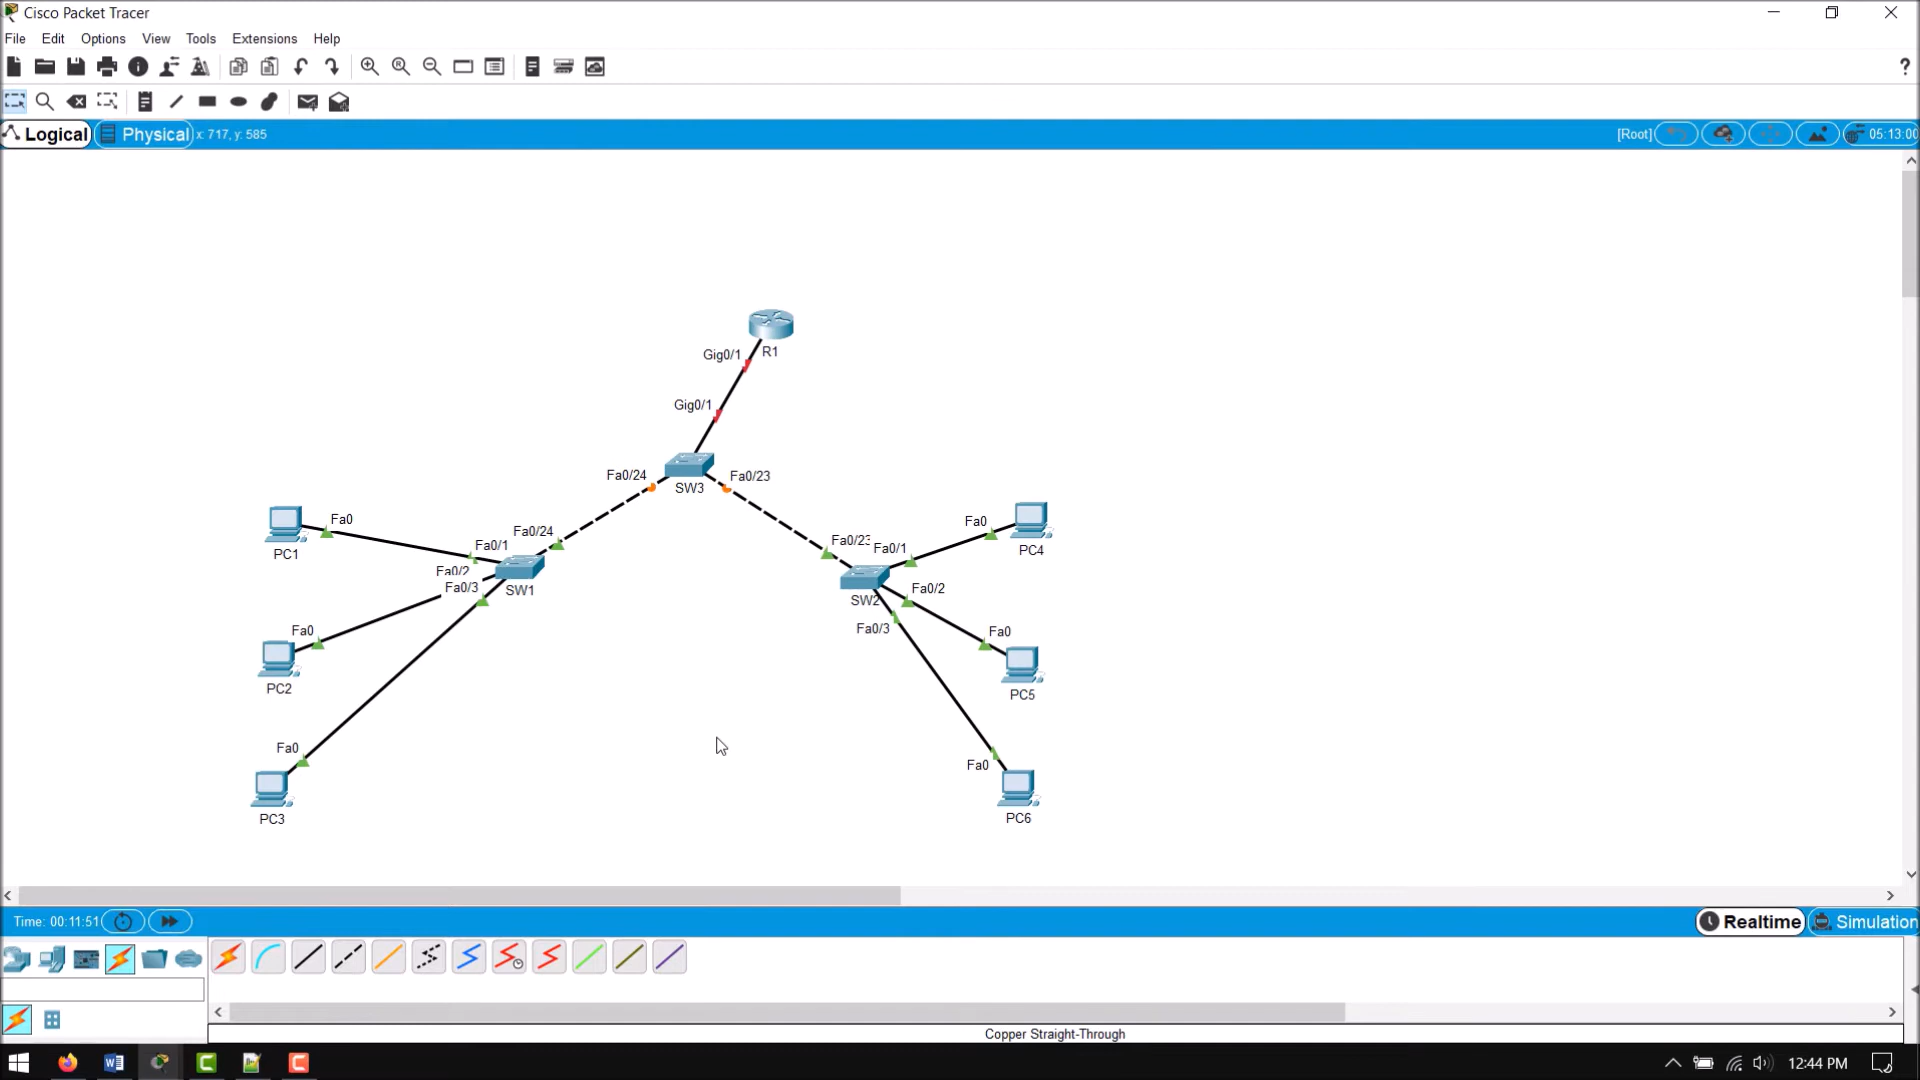 Cisco Packet Tracer
File Edit Options View Tools Extensions Help
?
Logical Physical x: 717, y: 585 [Root] 05:13:00
R1
Gig0/1
Gig0/1
SW3
Fa0/24
Fa0/23
Fa0/24
SW1
Fa0/1
Fa0/2
Fa0/3
Fa0
PC1
Fa0
PC2
Fa0
PC3
Fa0/23
Fa0/1
SW2
Fa0/2
Fa0/3
Fa0
PC4
Fa0
PC5
Fa0
PC6
Time: 00:11:51 Realtime Simulation
Copper Straight-Through
12:44 PM